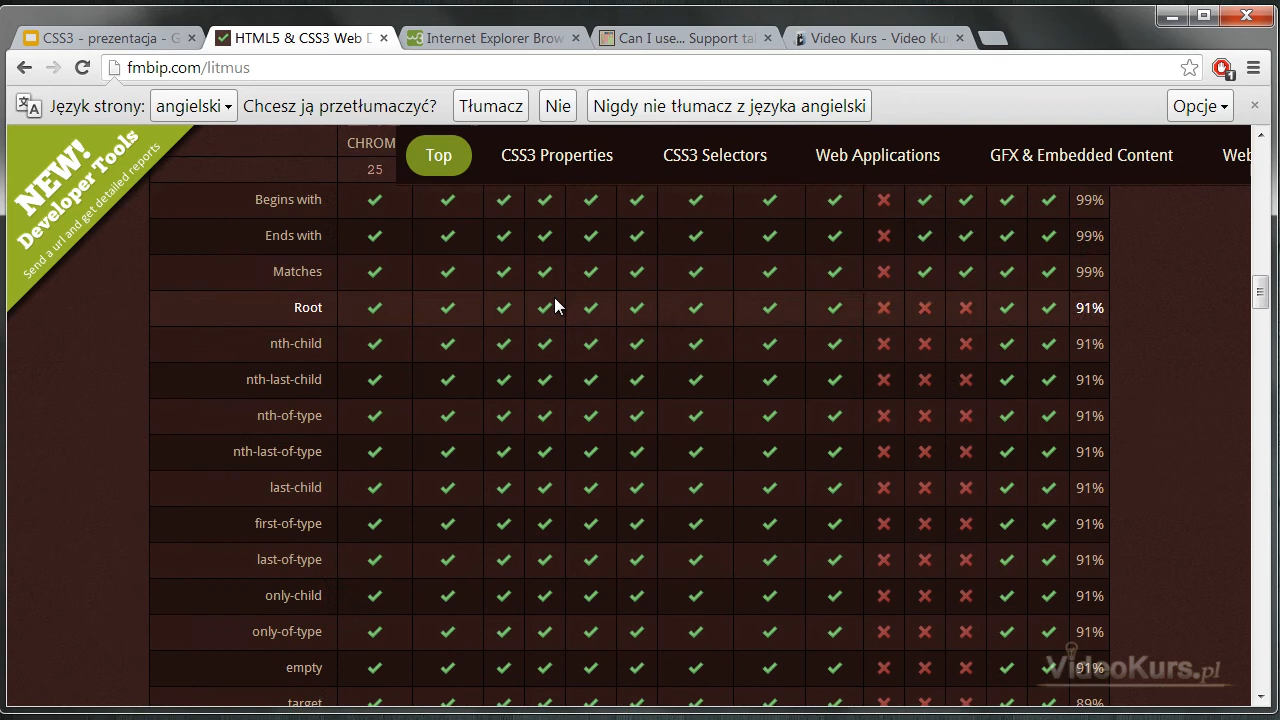 CSS3 - prezentacja - G
HTML5 & CSS3 Web D
Internet Explorer Brow
Can I use... Support tal
Video Kurs - Video Ku
fmbip.com/litmus
1
Język strony: angielski Chcesz ją przetłumaczyć? Tłumacz Nie Nigdy nie tłumacz z języka angielski Opcje
NEW!
Developer Tools
Send a url and get detailed reports
CHROM
25
Top CSS3 Properties CSS3 Selectors Web Applications GFX & Embedded Content Web
Begins with 99%
Ends with 99%
Matches 99%
Root 91%
nth-child 91%
nth-last-child 91%
nth-of-type 91%
nth-last-of-type 91%
last-child 91%
first-of-type 91%
last-of-type 91%
only-child 91%
only-of-type 91%
empty 91%
target 89%
VideoKurs.pl